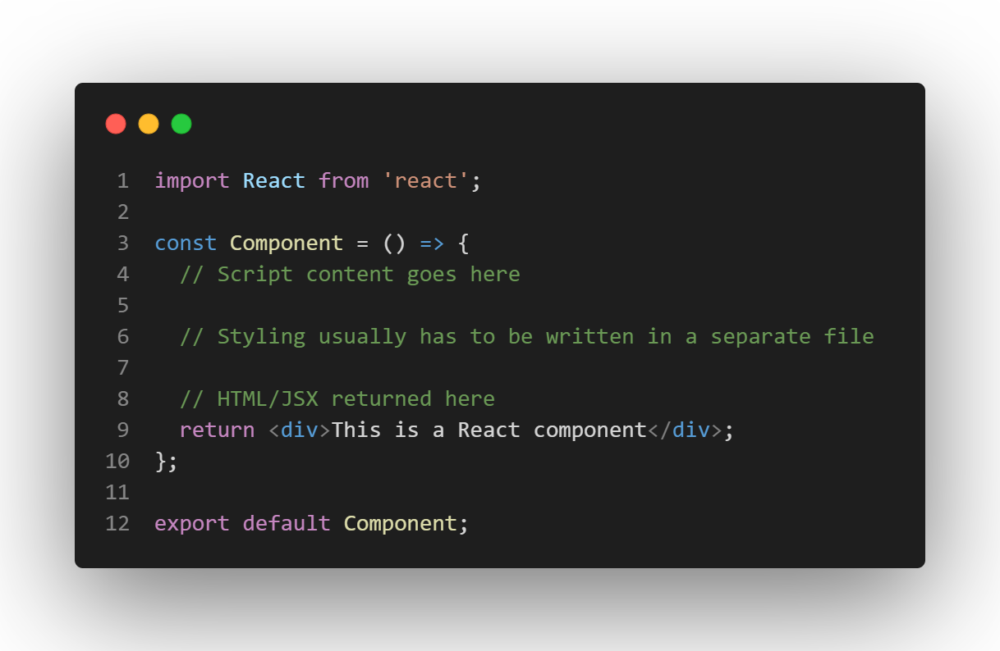 1 import React from 'react';
2
3 const Component = () => {
4   // Script content goes here
5
6   // Styling usually has to be written in a separate file
7
8   // HTML/JSX returned here
9   return <div>This is a React component</div>;
10 };
11
12 export default Component;